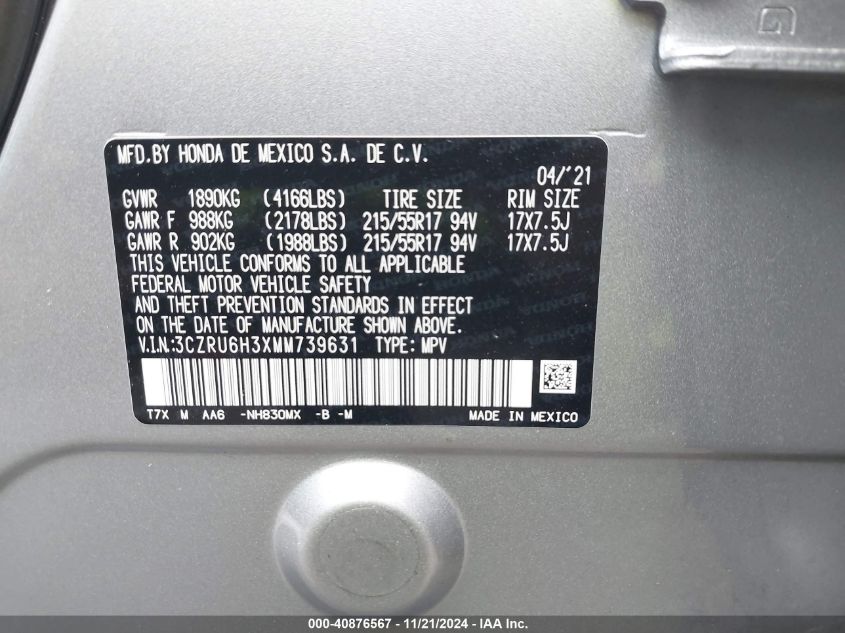 MFD.BY HONDA DE MEXICO S.A. DE C.V.
04/'21
GVWR 1890KG (4166LBS) TIRE SIZE RIM SIZE
GAWR F 988KG (2178LBS) 215/55R17 94V 17X7.5J
GAWR R 902KG (1988LBS) 215/55R17 94V 17X7.5J
THIS VEHICLE CONFORMS TO ALL APPLICABLE
FEDERAL MOTOR VEHICLE SAFETY
AND THEFT PREVENTION STANDARDS IN EFFECT
ON THE DATE OF MANUFACTURE SHOWN ABOVE.
V.I.N:3CZRU6H3XMM739631 TYPE: MPV
T7X M AA6 -NH830MX -B -M MADE IN MEXICO
000-40876567 - 11/21/2024 - IAA Inc.